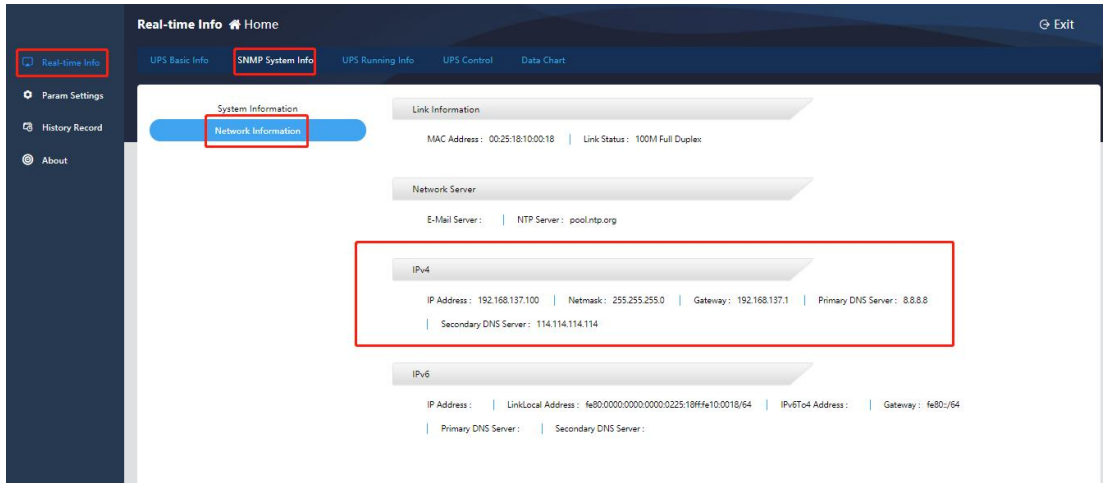 Real-time Info Home
Exit
Real-time Info
Param Settings
History Record
About
UPS Basic Info SNMP System Info UPS Running Info UPS Control Data Chart
System Information
Network Information
Link Information
MAC Address : 00:25:18:10:00:18 | Link Status : 100M Full Duplex
Network Server
E-Mail Server : | NTP Server : pool.ntp.org
IPv4
IP Address : 192.168.137.100 | Netmask : 255.255.255.0 | Gateway : 192.168.137.1 | Primary DNS Server : 8.8.8.8
| Secondary DNS Server : 114.114.114.114
IPv6
IP Address : | LinkLocal Address : fe80:0000:0000:0000:0225:18ff:fe10:0018/64 | IPv6To4 Address : | Gateway : fe80::/64
| Primary DNS Server : | Secondary DNS Server :